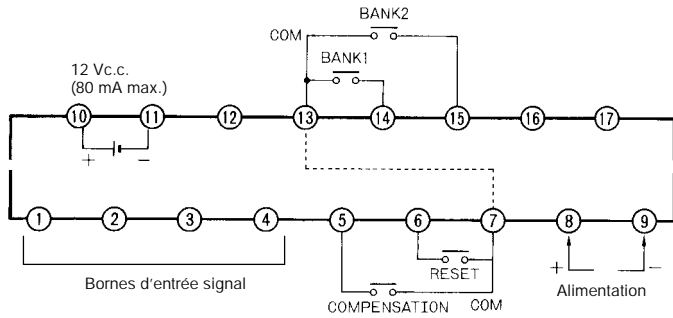 BANK2
COM
BANK1
12 Vc.c.
(80 mA max.)
10 11 12 13 14 15 16 17
+ −
1 2 3 4 5 6 7 8 9
RESET
+ −
Bornes d'entrée signal
COMPENSATION
COM
Alimentation